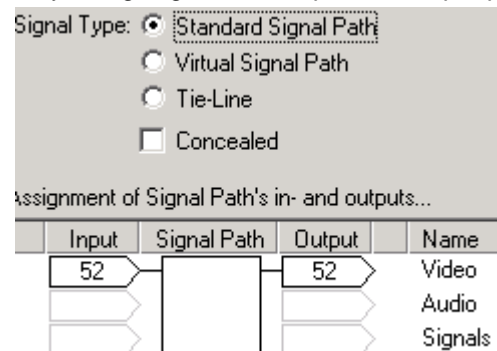 Signal Type: Standard Signal Path
Virtual Signal Path
Tie-Line
Concealed
Assignment of Signal Path's in- and outputs...
Input Signal Path Output Name
52 52 Video
Audio
Signals